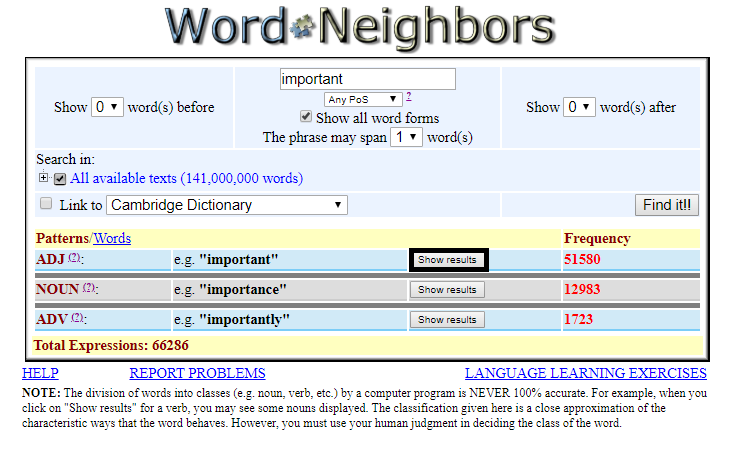 Word Neighbors
Show 0 word(s) before
important
Any PoS ?
Show all word forms
The phrase may span 1 word(s)
Show 0 word(s) after
Search in:
All available texts (141,000,000 words)
Link to Cambridge Dictionary Find it!!
Patterns/Words Frequency
ADJ (?): e.g. "important" Show results 51580
NOUN (?): e.g. "importance" Show results 12983
ADV (?): e.g. "importantly" Show results 1723
Total Expressions: 66286
HELP REPORT PROBLEMS LANGUAGE LEARNING EXERCISES
NOTE: The division of words into classes (e.g. noun, verb, etc.) by a computer program is NEVER 100% accurate. For example, when you
click on "Show results" for a verb, you may see some nouns displayed. The classification given here is a close approximation of the
characteristic ways that the word behaves. However, you must use your human judgment in deciding the class of the word.